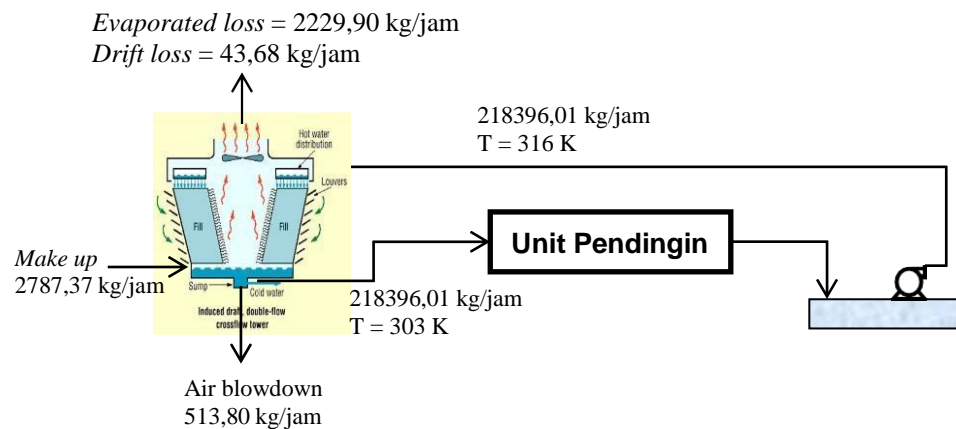 Evaporated loss = 2229,90 kg/jam
Drift loss = 43,68 kg/jam
218396,01 kg/jam
T = 316 K
Hot water
distribution
Louvers
Fill
Fill
Unit Pendingin
Make up
2787,37 kg/jam
Sump
Cold water
Induced draft, double-flow
crossflow tower
218396,01 kg/jam
T = 303 K
Air blowdown
513,80 kg/jam